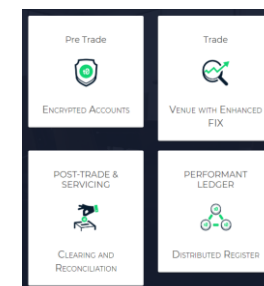 Pre Trade
ENCRYPTED ACCOUNTS
Trade
VENUE WITH ENHANCED
FIX
POST-TRADE &
SERVICING
CLEARING AND
RECONCILIATION
PERFORMANT
LEDGER
DISTRIBUTED REGISTER